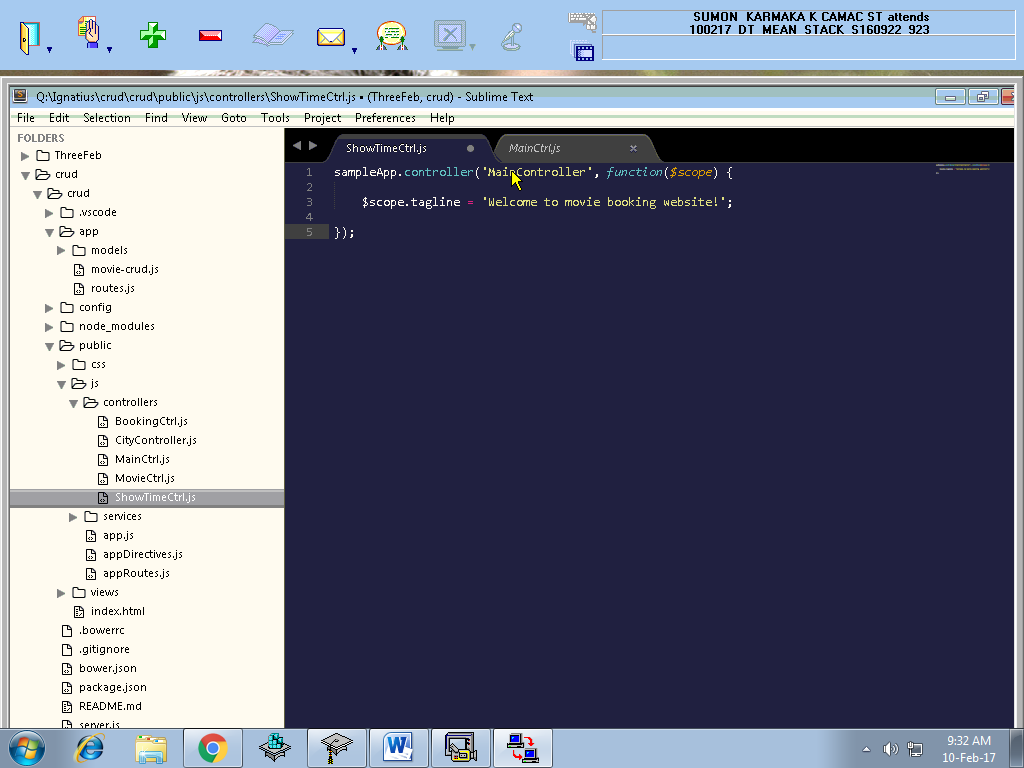 SUMON KARMAKA K CAMAC ST attends
100217 DT MEAN STACK S160922 923
Q:\Ignatius\crud\crud\public\js\controllers\ShowTimeCtrl.js • (ThreeFeb, crud) - Sublime Text
File Edit Selection Find View Goto Tools Project Preferences Help
FOLDERS
ThreeFeb
crud
crud
.vscode
app
models
movie-crud.js
routes.js
config
node_modules
public
css
js
controllers
BookingCtrl.js
CityController.js
MainCtrl.js
MovieCtrl.js
ShowTimeCtrl.js
services
app.js
appDirectives.js
appRoutes.js
views
index.html
.bowerrc
.gitignore
bower.json
package.json
README.md
server.js
ShowTimeCtrl.js MainCtrl.js
1 sampleApp.controller('MainController', function($scope) {
2
3 $scope.tagline = 'Welcome to movie booking website!';
4
5 });
9:32 AM
10-Feb-17